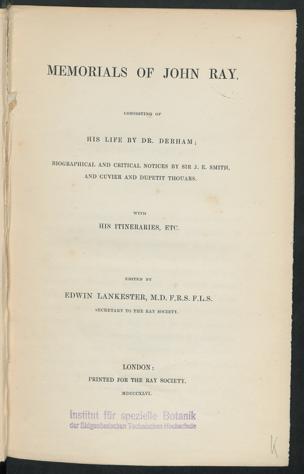 MEMORIALS OF JOHN RAY,
CONSISTING OF
HIS LIFE BY DR. DERHAM;
BIOGRAPHICAL AND CRITICAL NOTICES BY SIR J. E. SMITH,
AND CUVIER AND DUPETIT THOUARS.
WITH
HIS ITINERARIES, ETC.
EDITED BY
EDWIN LANKESTER, M.D. F.R.S. F.L.S.
SECRETARY TO THE RAY SOCIETY.
LONDON:
PRINTED FOR THE RAY SOCIETY.
MDCCCXLVI.
Institut für spezielle Botanik
der Eidgenössischen Technischen Hochschule